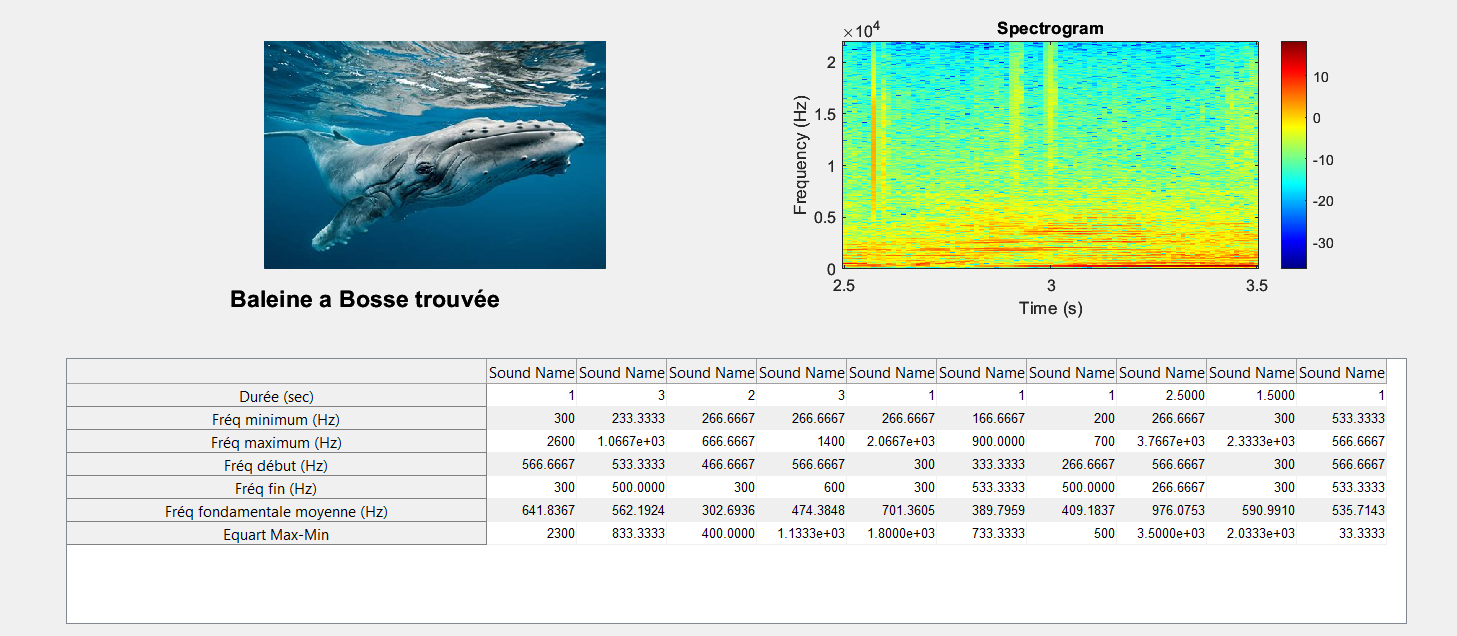 Spectrogram
×10⁴
2
1.5
1
0.5
0
Frequency (Hz)
2.5 3 3.5
Time (s)
10
0
-10
-20
-30
Baleine a Bosse trouvée
Sound Name Sound Name Sound Name Sound Name Sound Name Sound Name Sound Name Sound Name Sound Name Sound Name
Durée (sec) 1 3 2 3 1 1 1 2.5000 1.5000 1
Fréq minimum (Hz) 300 233.3333 266.6667 266.6667 266.6667 166.6667 200 266.6667 300 533.3333
Fréq maximum (Hz) 2600 1.0667e+03 666.6667 1400 2.0667e+03 900.0000 700 3.7667e+03 2.3333e+03 566.6667
Fréq début (Hz) 566.6667 533.3333 466.6667 566.6667 300 333.3333 266.6667 566.6667 300 566.6667
Fréq fin (Hz) 300 500.0000 300 600 300 533.3333 500.0000 266.6667 300 533.3333
Fréq fondamentale moyenne (Hz) 641.8367 562.1924 302.6936 474.3848 701.3605 389.7959 409.1837 976.0753 590.9910 535.7143
Equart Max-Min 2300 833.3333 400.0000 1.1333e+03 1.8000e+03 733.3333 500 3.5000e+03 2.0333e+03 33.3333